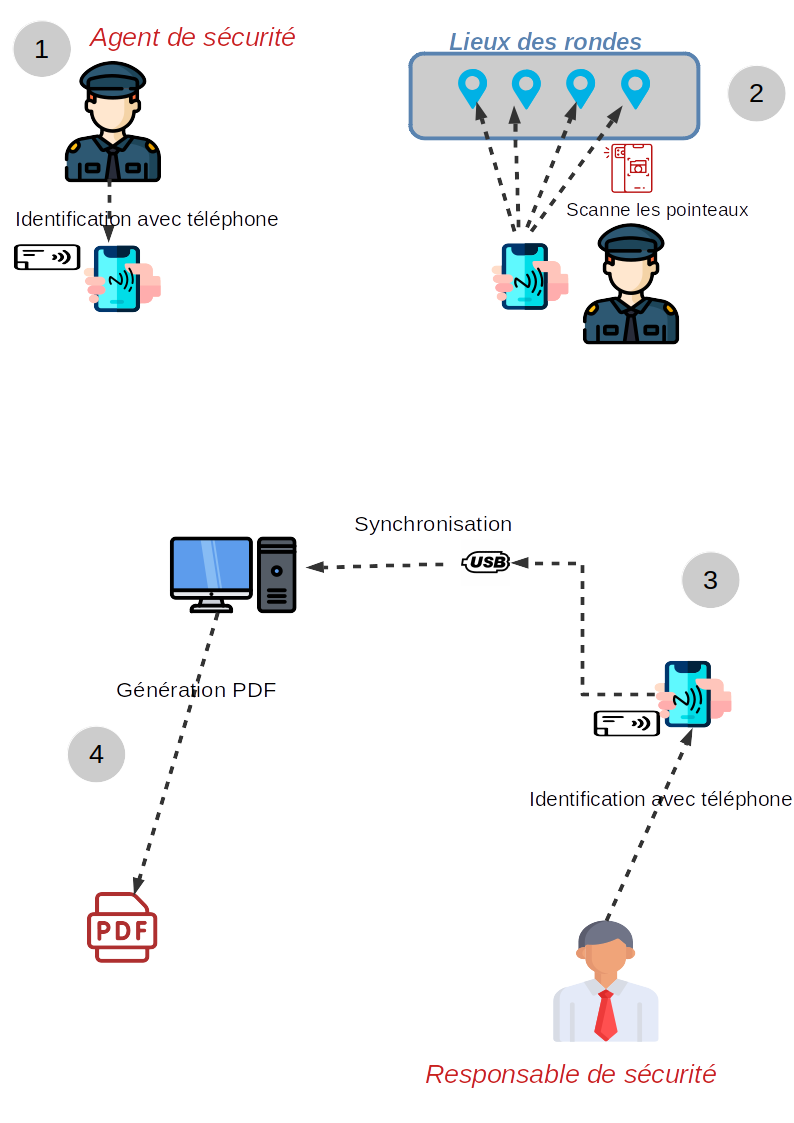 1
Agent de sécurité
Lieux des rondes
2
Scanne les pointeaux
Identification avec téléphone
Synchronisation
USB
3
Génération PDF
4
Identification avec téléphone
PDF
Responsable de sécurité